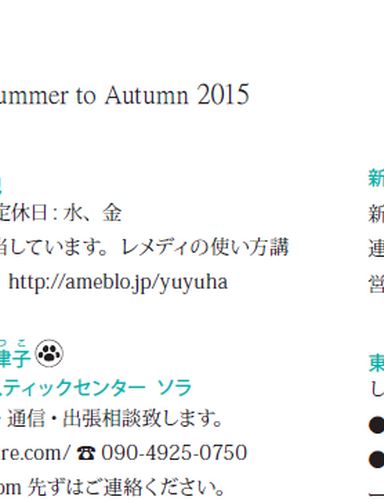 ummer to Autumn 2015
定休日: 水、金
当しています。レメディの使い方講
http://ameblo.jp/yuyuha
つこ
津子
スティックセンター ソラ
・通信・出張相談致します。
re.com/ ☎ 090-4925-0750
om 先ずはご連絡ください。
新
新
連
営
東
し
●
●